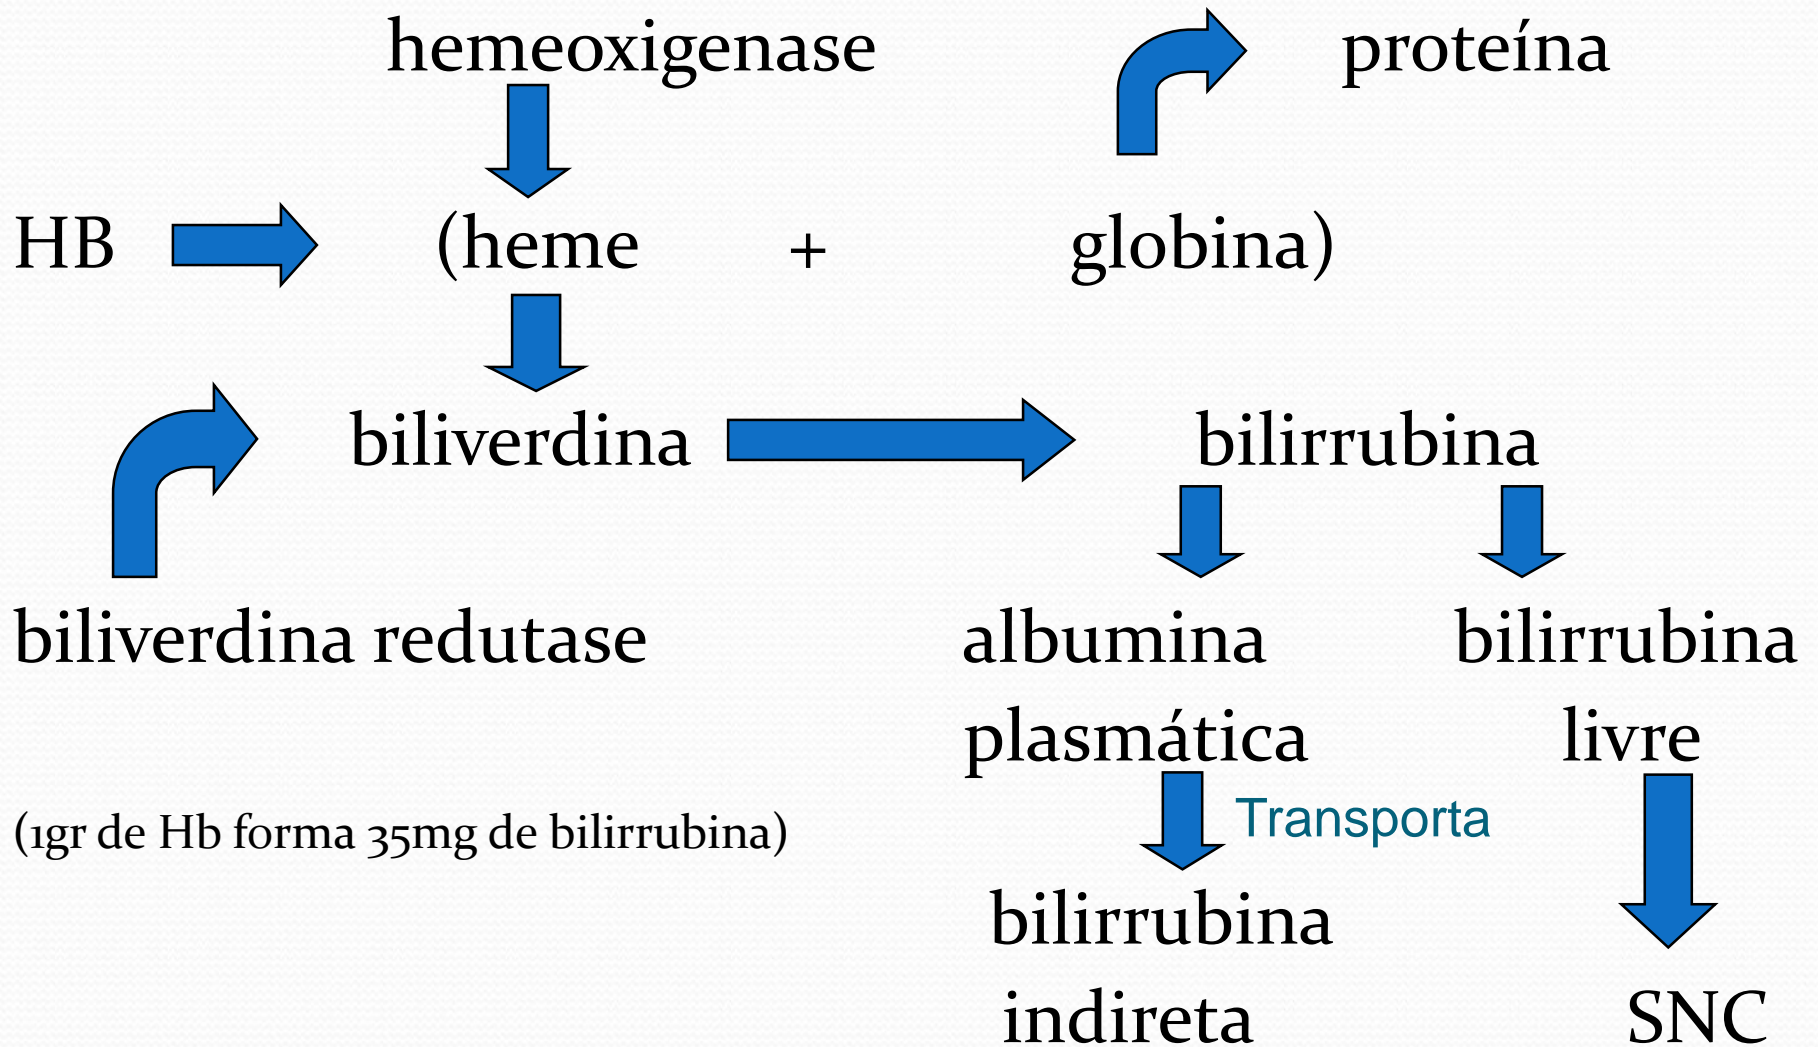 hemeoxigenase proteína
HB (heme + globina)
biliverdina bilirrubina
biliverdina redutase albumina bilirrubina
plasmática livre
(1gr de Hb forma 35mg de bilirrubina) Transporta
bilirrubina
indireta SNC